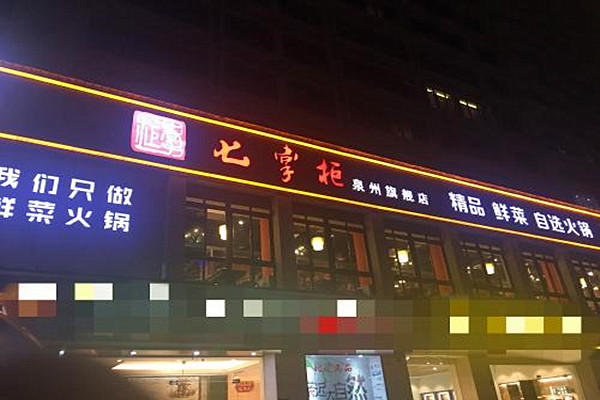 七掌柜
泉州旗舰店
精品 鲜菜 自选火锅
我们只做
鲜菜火锅